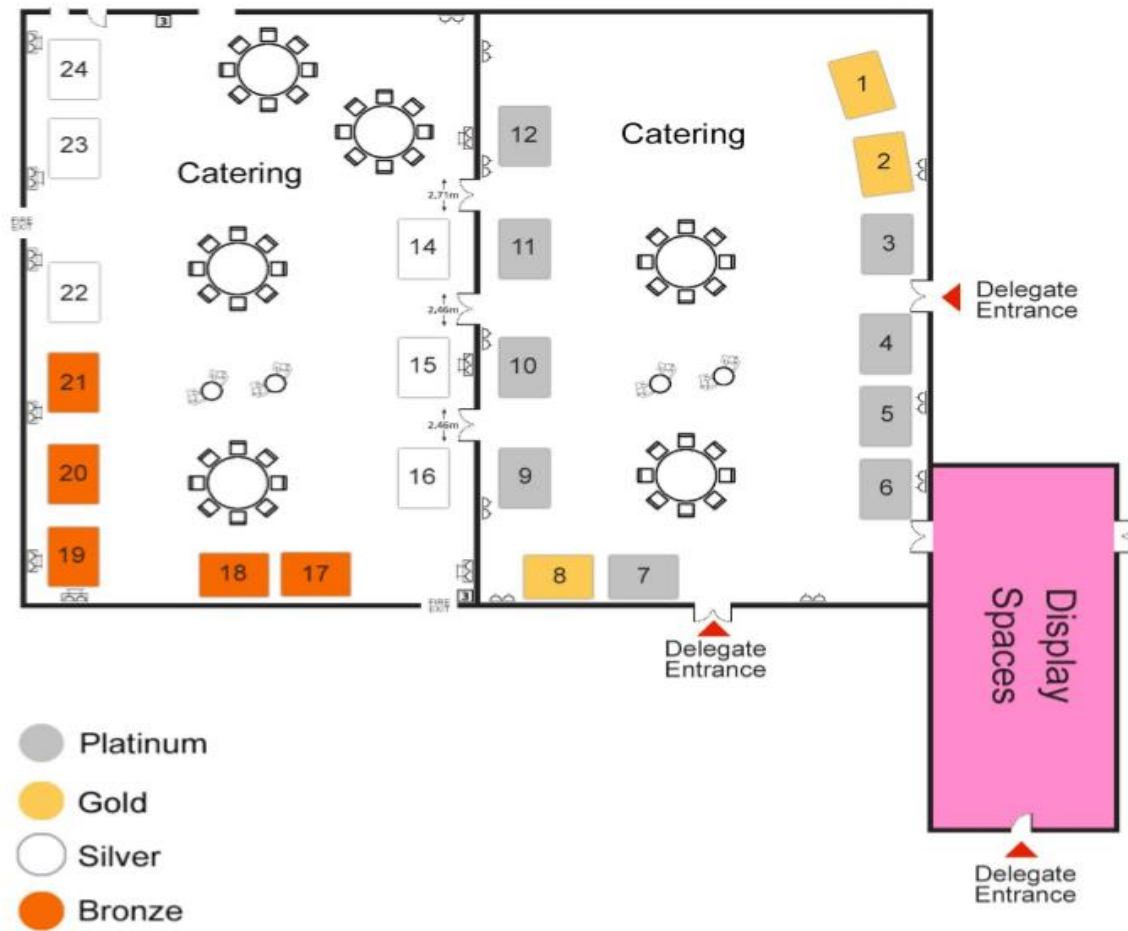 3
24
1
12
Catering
23
2
Catering
2.71m
FIRE
EXIT
14
11
3
Delegate
Entrance
22
2.46m
4
15
10
21
5
2.46m
20
16
9
6
19
18
17
8
7
FIRE
EXIT
3
Delegate
Entrance
Display
Spaces
Platinum
Gold
Silver
Bronze
Delegate
Entrance